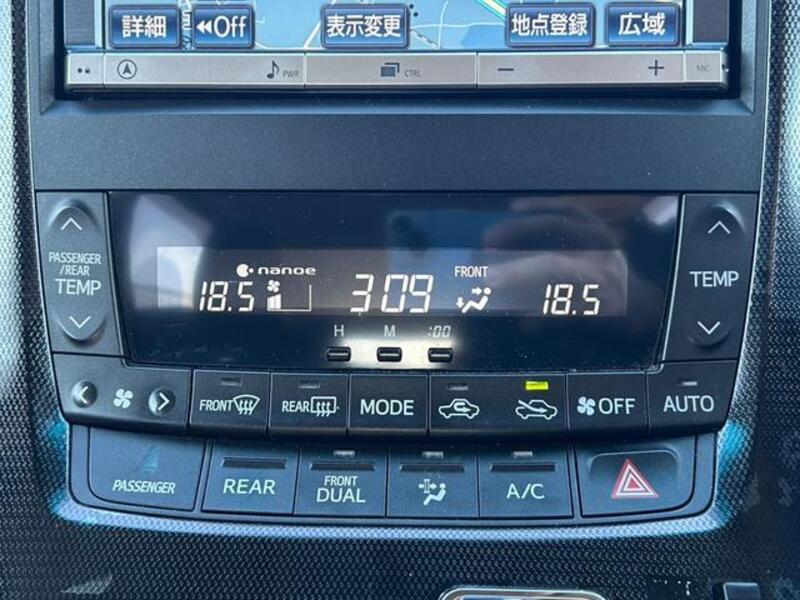 詳細 ◀◀Off 表示変更 地点登録 広域
PWR CTRL − + MIC
PASSENGER
/REAR
TEMP
nanoe FRONT
18.5 309 18.5
H M :00
TEMP
FRONT REAR MODE OFF AUTO
PASSENGER REAR FRONT
DUAL A/C